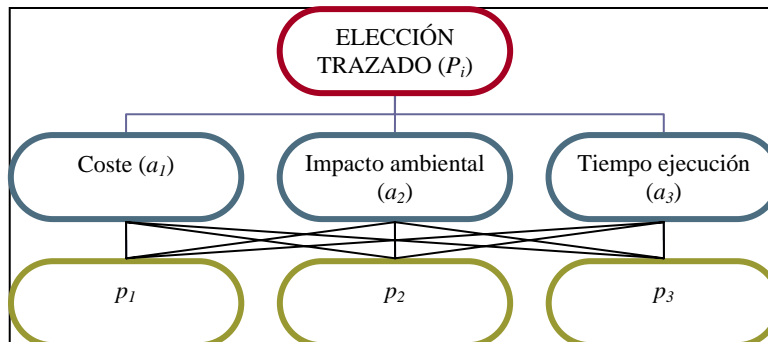 ELECCIÓN
TRAZADO (Pi)
Coste (a1)
Impacto ambiental
(a2)
Tiempo ejecución
(a3)
p1
p2
p3